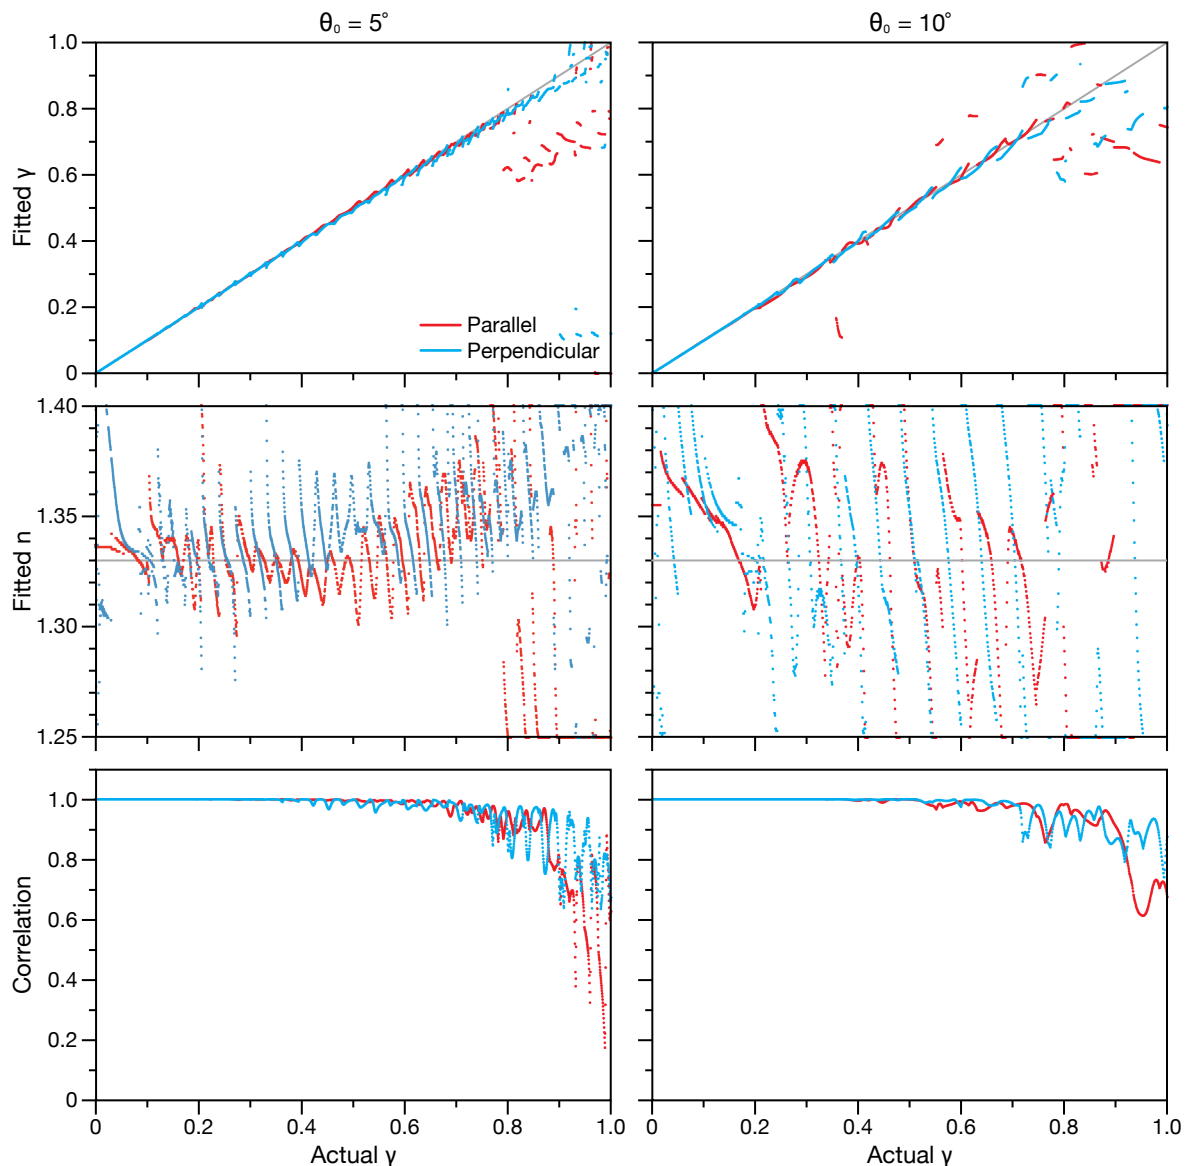 θ₀ = 5°
θ₀ = 10°
1.0
0.8
0.6
0.4
0.2
0
Fitted γ
Parallel
Perpendicular
1.40
1.35
1.30
1.25
Fitted n
1.0
0.8
0.6
0.4
0.2
0
Correlation
0 0.2 0.4 0.6 0.8 1.0
0 0.2 0.4 0.6 0.8 1.0
Actual γ
Actual γ